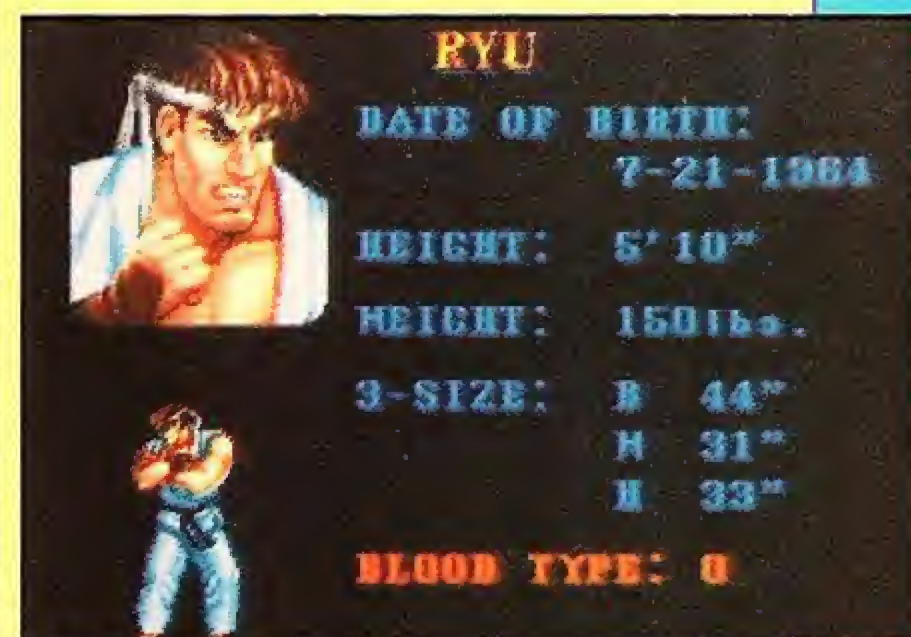 RYU
DATE OF BIRTH:
7-21-1964
HEIGHT: 5'10"
WEIGHT: 150lbs.
3-SIZE: B 44"
W 31"
H 33"
BLOOD TYPE: O